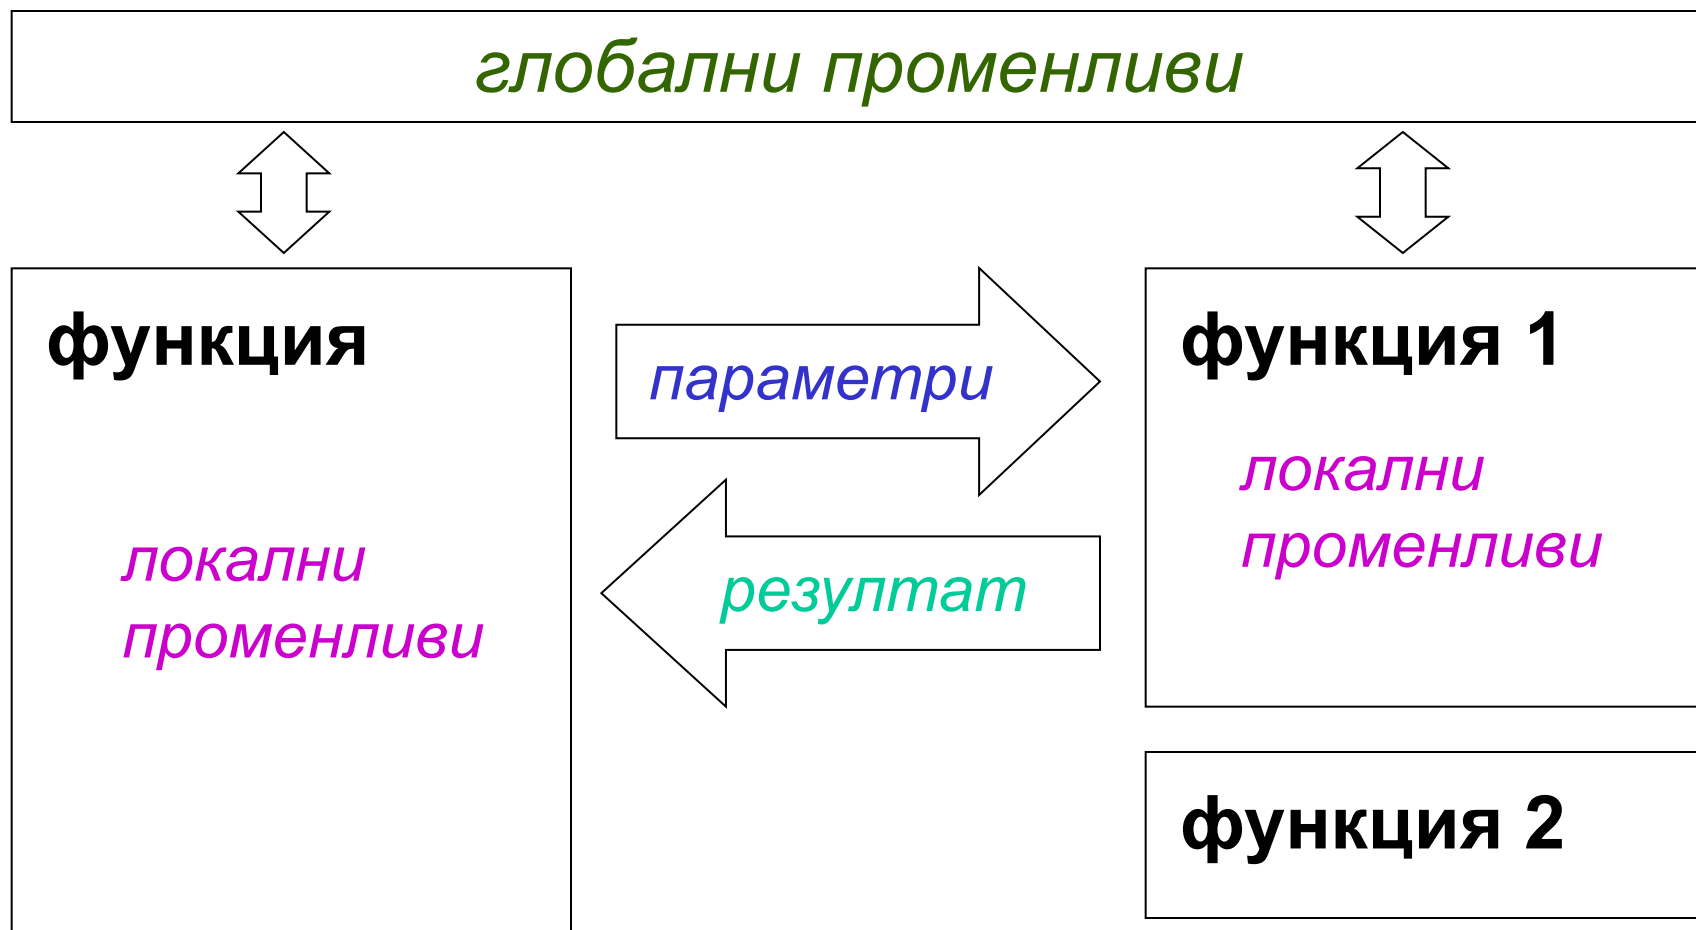 глобални променливи
функция
локални
променливи
параметри
резултат
функция 1
локални
променливи
функция 2